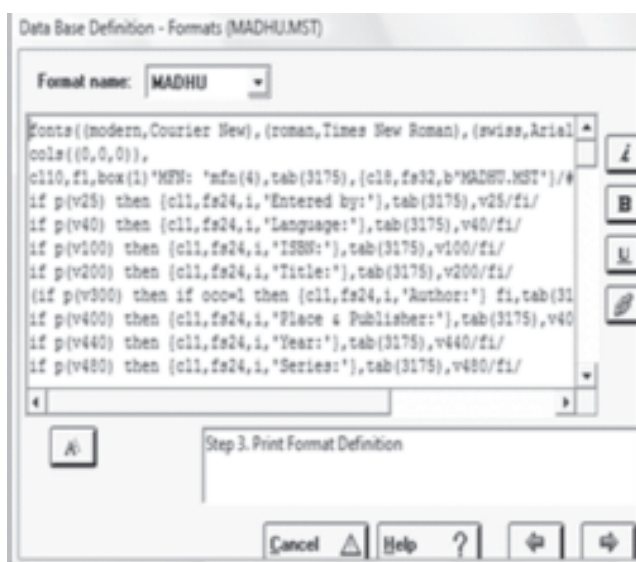 Data Base Definition - Formats (MADHU.MST)
Format name: MADHU
fonts((modern,Courier New),(roman,Times New Roman),(swiss,Arial
cols((0,0,0)),
cl10,f1,box(1)"MFN: "mfn(4),tab(3175),{cl8,fs32,b"MADHU.MST"}/#
if p(v25) then {cl1,fs24,i,"Entered by:"},tab(3175),v25/fi/
if p(v40) then {cl1,fs24,i,"Language:"},tab(3175),v40/fi/
if p(v100) then {cl1,fs24,i,"ISBN:"},tab(3175),v100/fi/
if p(v200) then {cl1,fs24,i,"Title:"},tab(3175),v200/fi/
(if p(v300) then if occ=1 then {cl1,fs24,i,"Author:"} fi,tab(31
if p(v400) then {cl1,fs24,i,"Place & Publisher:"},tab(3175),v40
if p(v440) then {cl1,fs24,i,"Year:"},tab(3175),v440/fi/
if p(v480) then {cl1,fs24,i,"Series:"},tab(3175),v480/fi/
i
B
U
Step 3. Print Format Definition
Cancel Help ?